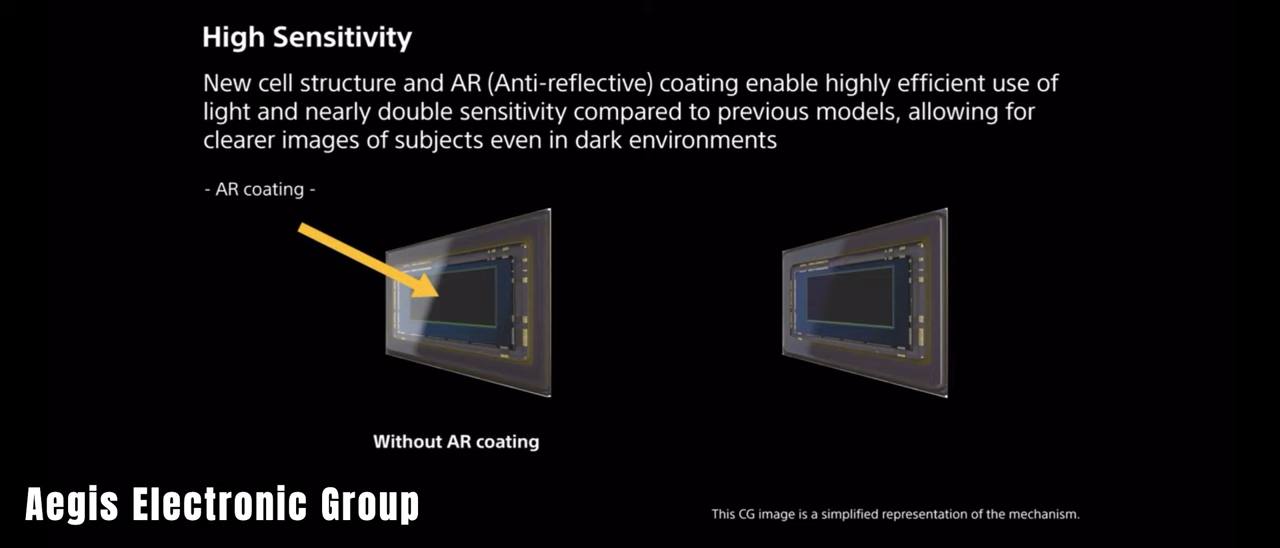 High Sensitivity
New cell structure and AR (Anti-reflective) coating enable highly efficient use of
light and nearly double sensitivity compared to previous models, allowing for
clearer images of subjects even in dark environments
- AR coating -
Without AR coating
Aegis Electronic Group
This CG image is a simplified representation of the mechanism.